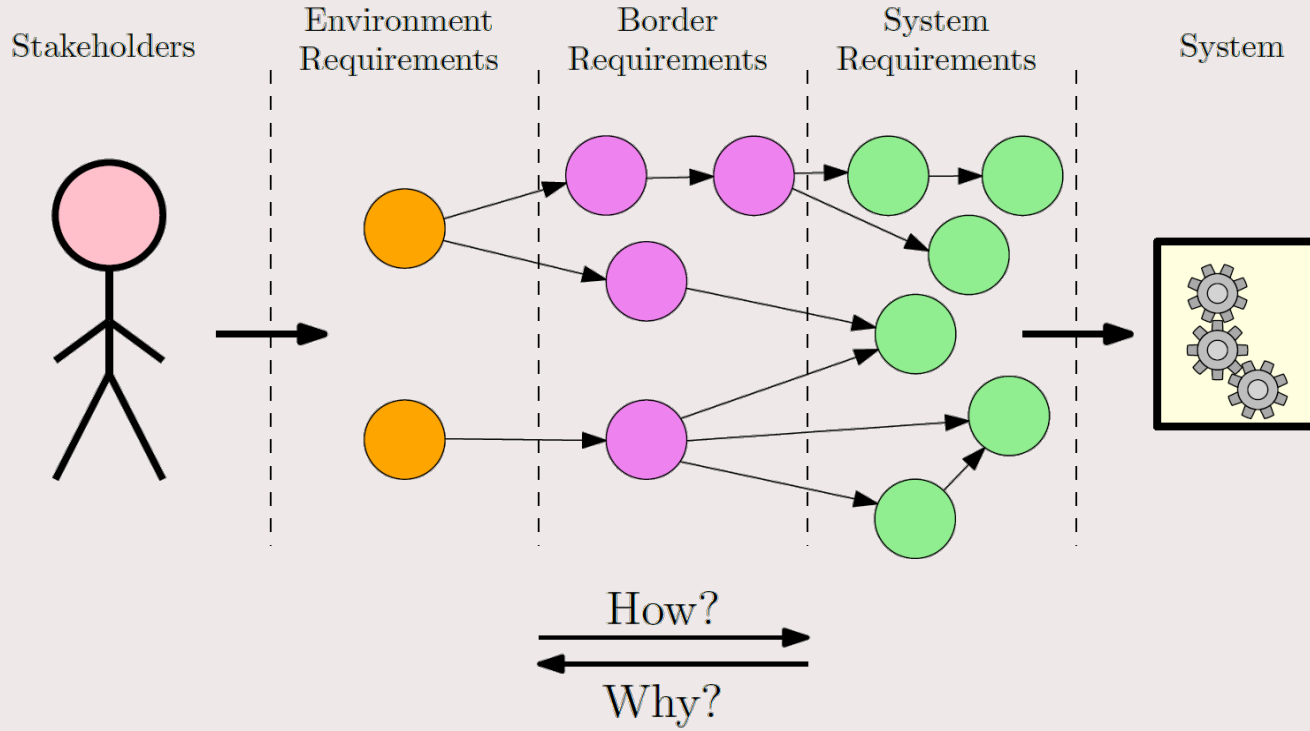 Stakeholders
Environment
Requirements
Border
Requirements
System
Requirements
System
How?
Why?